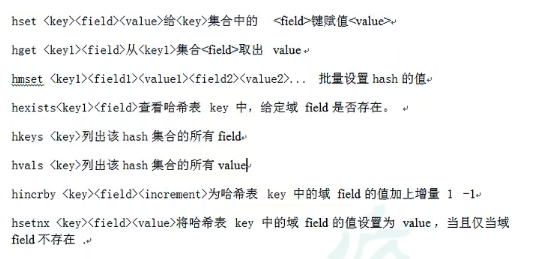 hset <key><field><value>给<key>集合中的 <field>键赋值<value>
hget <key1><field>从<key1>集合<field>取出 value
hmset <key1><field1><value1><field2><value2>... 批量设置 hash 的值
hexists<key1><field>查看哈希表 key 中，给定域 field 是否存在。
hkeys <key>列出该 hash 集合的所有 field
hvals <key>列出该 hash 集合的所有 value
hincrby <key><field><increment>为哈希表 key 中的域 field 的值加上增量 1 -1
hsetnx <key><field><value>将哈希表 key 中的域 field 的值设置为 value ，当且仅当域
field 不存在 .